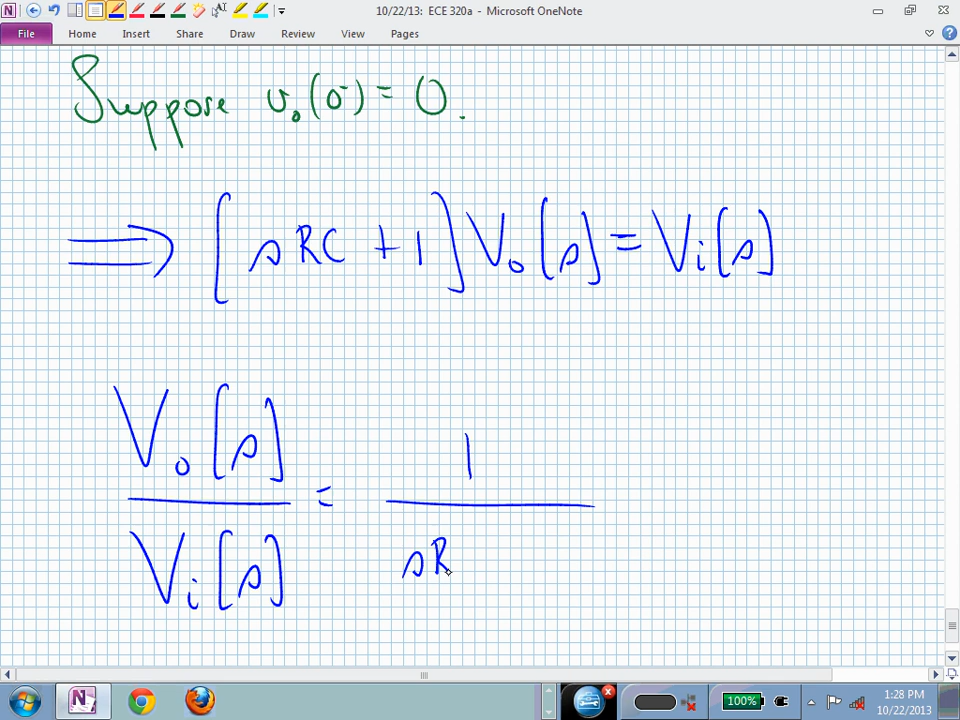 10/22/13: ECE 320a - Microsoft OneNote
File Home Insert Share Draw Review View Pages
Suppose v₀(0⁻) = 0.
⟹ [sRC + 1] V₀[s] = Vᵢ[s]
V₀[s]
= 1
Vᵢ[s] sR
100% 1:28 PM
10/22/2013